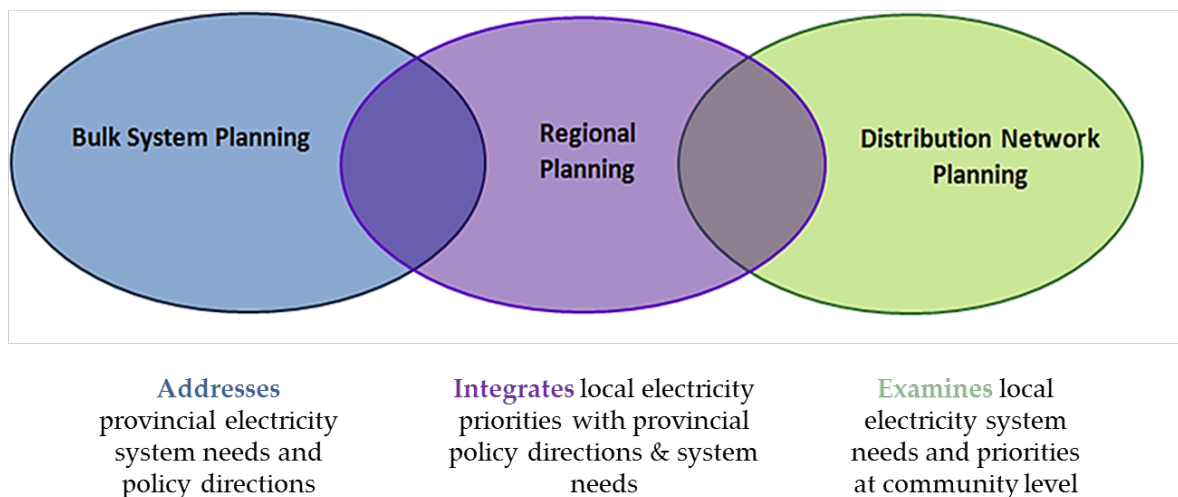 Bulk System Planning
Regional
Planning
Distribution Network
Planning
Addresses
provincial electricity
system needs and
policy directions
Integrates local electricity
priorities with provincial
policy directions & system
needs
Examines local
electricity system
needs and priorities
at community level